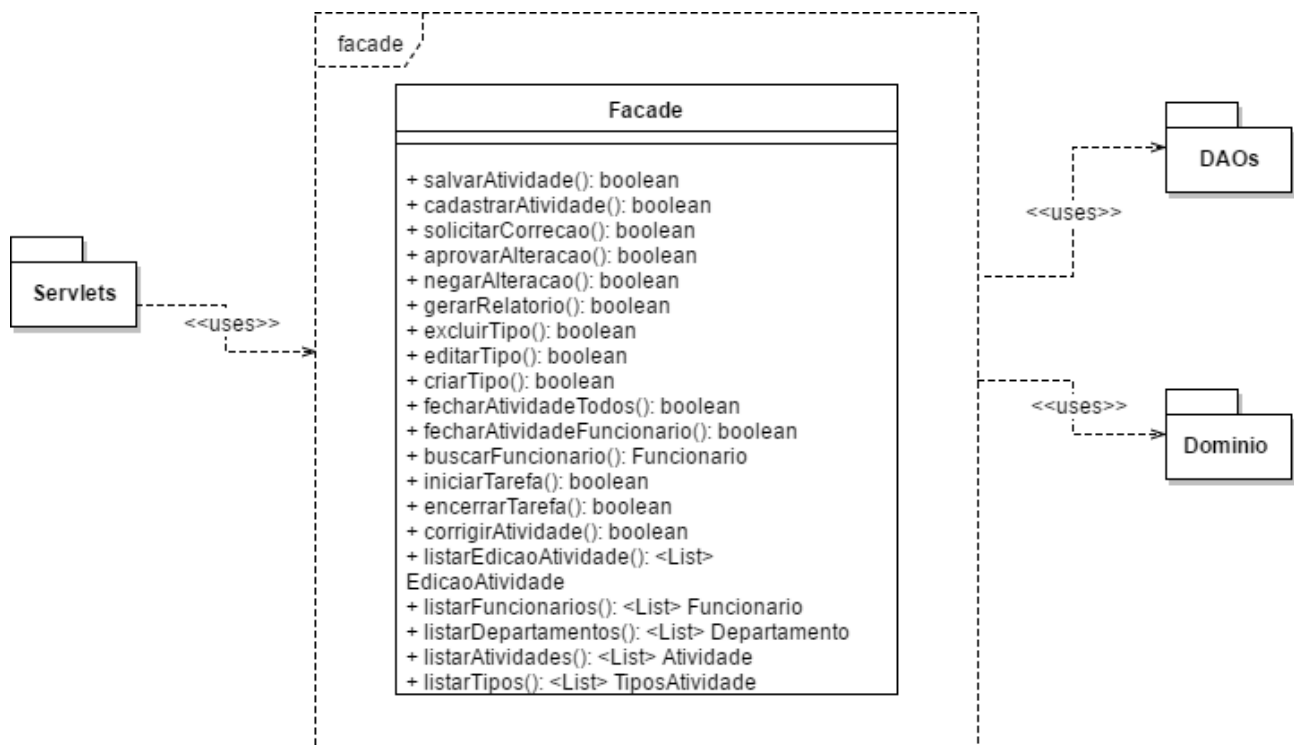 facade
Facade
+ salvarAtividade(): boolean
+ cadastrarAtividade(): boolean
+ solicitarCorrecao(): boolean
+ aprovarAlteracao(): boolean
+ negarAlteracao(): boolean
+ gerarRelatorio(): boolean
+ excluirTipo(): boolean
+ editarTipo(): boolean
+ criarTipo(): boolean
+ fecharAtividadeTodos(): boolean
+ fecharAtividadeFuncionario(): boolean
+ buscarFuncionario(): Funcionario
+ iniciarTarefa(): boolean
+ encerrarTarefa(): boolean
+ corrigirAtividade(): boolean
+ listarEdicaoAtividade(): <List>
EdicaoAtividade
+ listarFuncionarios(): <List> Funcionario
+ listarDepartamentos(): <List> Departamento
+ listarAtividades(): <List> Atividade
+ listarTipos(): <List> TiposAtividade
Servlets
<<uses>>
DAOs
<<uses>>
<<uses>>
Dominio